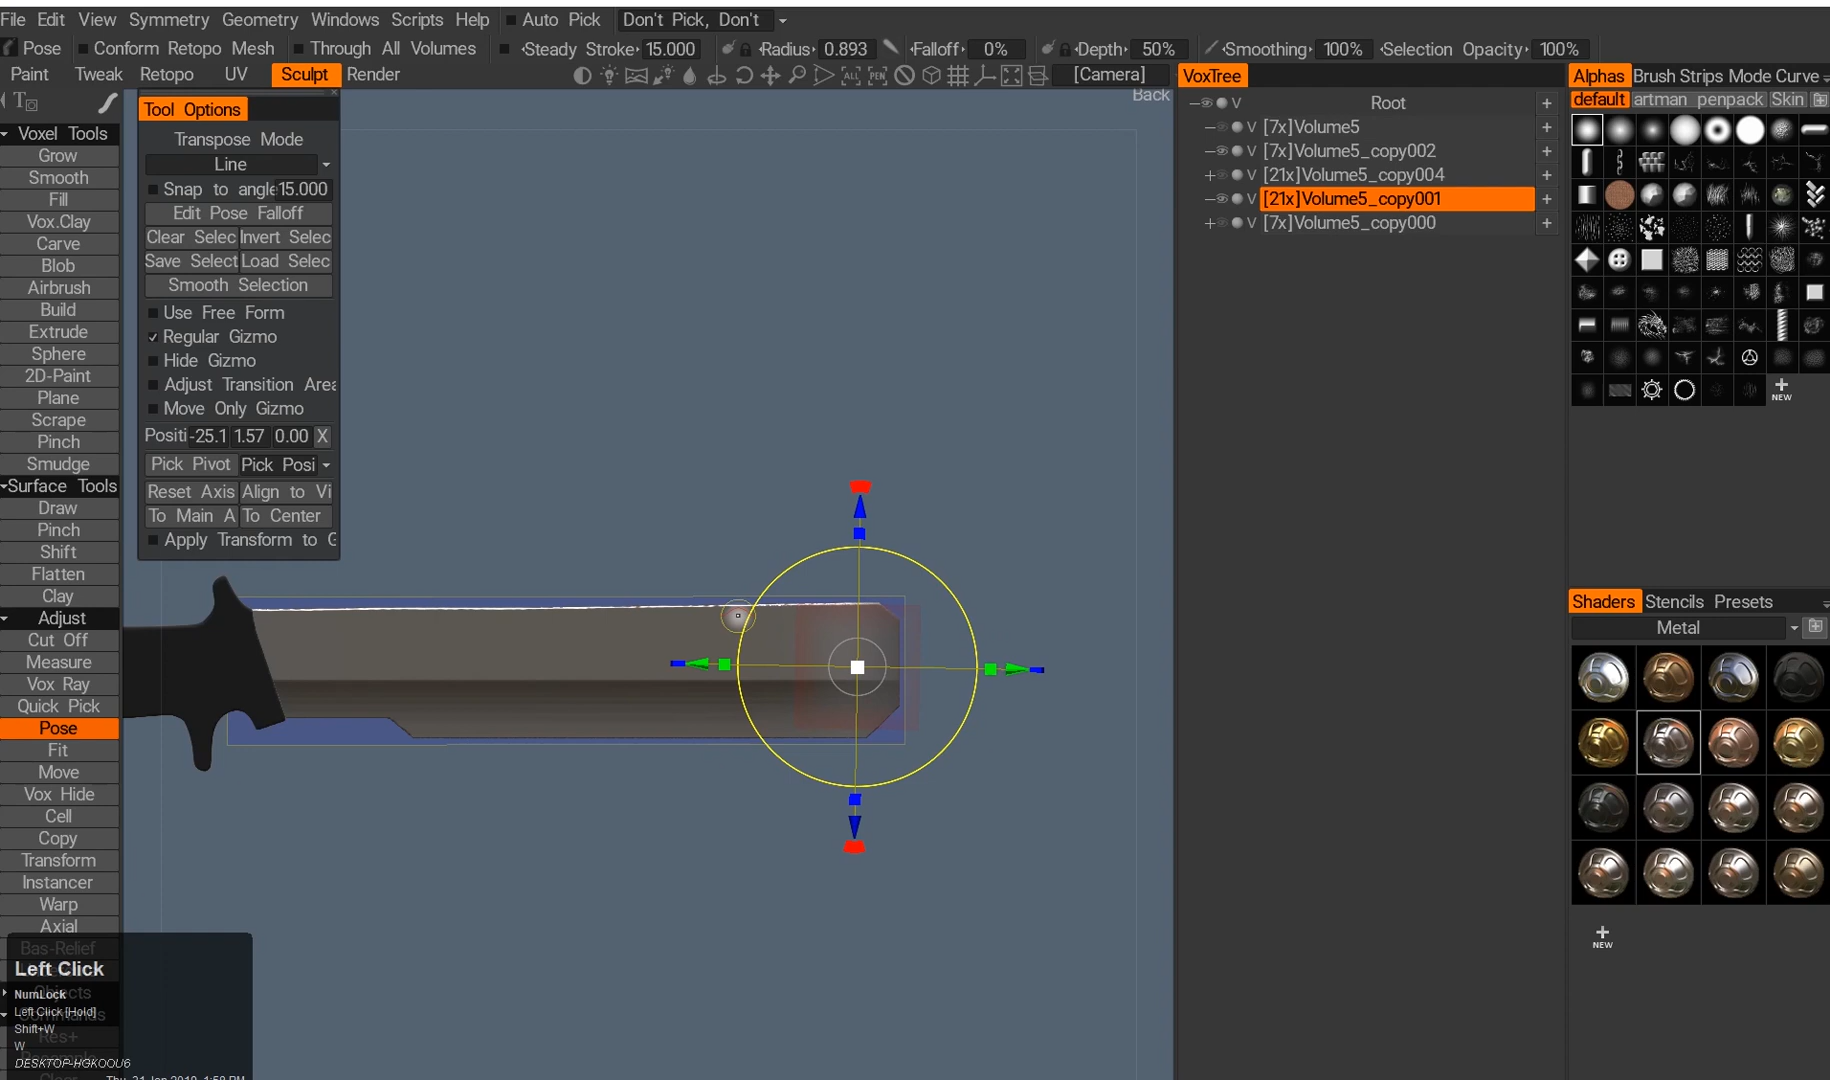 File Edit View Symmetry Geometry Windows Scripts Help Auto Pick Don't Pick, Don't
Pose Conform Retopo Mesh Through All Volumes Steady Stroke 15.000 Radius 0.893 Falloff 0% Depth 50% Smoothing 100% Selection Opacity 100%
Paint Tweak Retopo UV Sculpt Render ALL PEN [Camera]
Back
Tool Options
Transpose Mode
Line
Snap to angle 15.000
Edit Pose Falloff
Clear Selec Invert Selec
Save Select Load Selec
Smooth Selection
Use Free Form
Regular Gizmo
Hide Gizmo
Adjust Transition Area
Move Only Gizmo
Positi -25.1 1.57 0.00 X
Pick Pivot Pick Posi
Reset Axis Align to Vi
To Main A To Center
Apply Transform to G
Voxel Tools
Grow
Smooth
Fill
Vox.Clay
Carve
Blob
Airbrush
Build
Extrude
Sphere
2D-Paint
Plane
Scrape
Pinch
Smudge
Surface Tools
Draw
Pinch
Shift
Flatten
Clay
Adjust
Cut Off
Measure
Vox Ray
Quick Pick
Pose
Fit
Move
Vox Hide
Cell
Copy
Transform
Instancer
Warp
Axial
Bas-Relief
Left Click
Objects
NumLock
Left Click [Hold]
Commands
Shift+W
Res+
W
DESKTOP-HGKOQU6
VoxTree
V Root +
V [7x]Volume5 +
V [7x]Volume5_copy002 +
+ V [21x]Volume5_copy004 +
V [21x]Volume5_copy001 +
+ V [7x]Volume5_copy000 +
Alphas Brush Strips Mode Curve
default artman penpack Skin
NEW
Shaders Stencils Presets
Metal
NEW